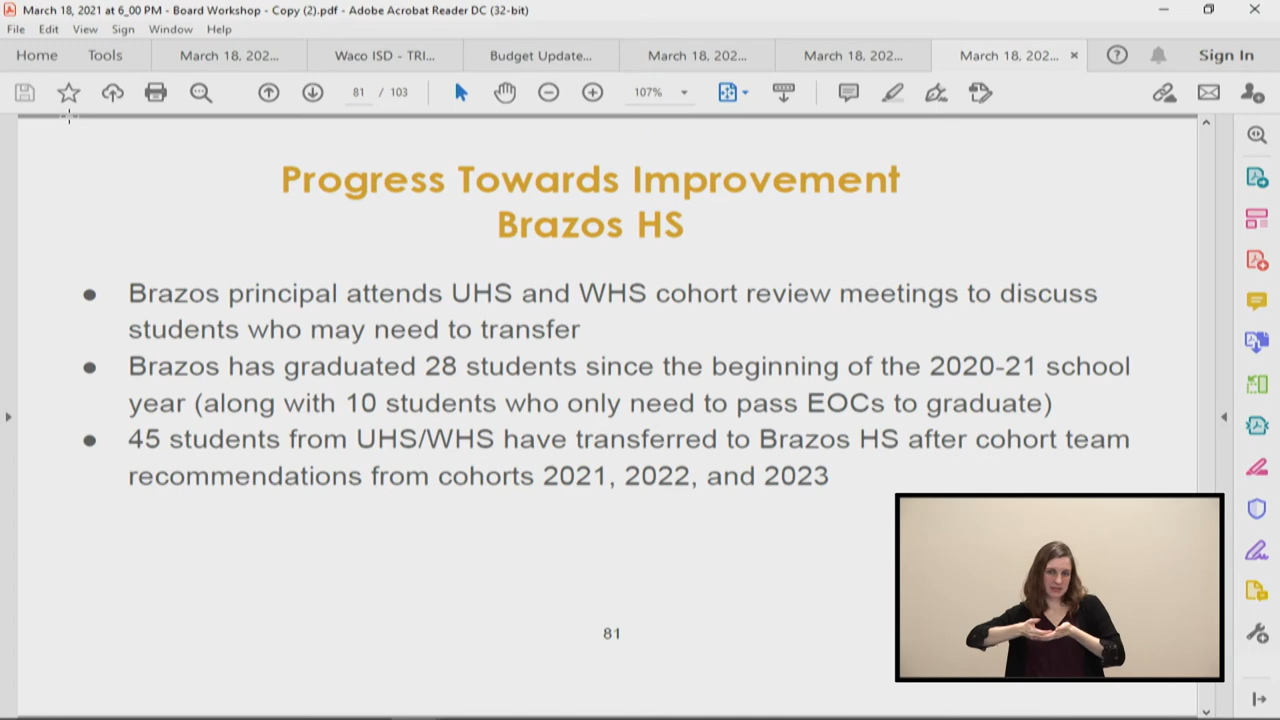 March 18, 2021 at 6_00 PM - Board Workshop - Copy (2).pdf - Adobe Acrobat Reader DC (32-bit)
File Edit View Sign Window Help
Home Tools March 18, 202... Waco ISD - TRI... Budget Update... March 18, 202... March 18, 202... March 18, 202... Sign In
81 / 103 107%
Progress Towards Improvement
Brazos HS
● Brazos principal attends UHS and WHS cohort review meetings to discuss
students who may need to transfer
● Brazos has graduated 28 students since the beginning of the 2020-21 school
year (along with 10 students who only need to pass EOCs to graduate)
● 45 students from UHS/WHS have transferred to Brazos HS after cohort team
recommendations from cohorts 2021, 2022, and 2023
81